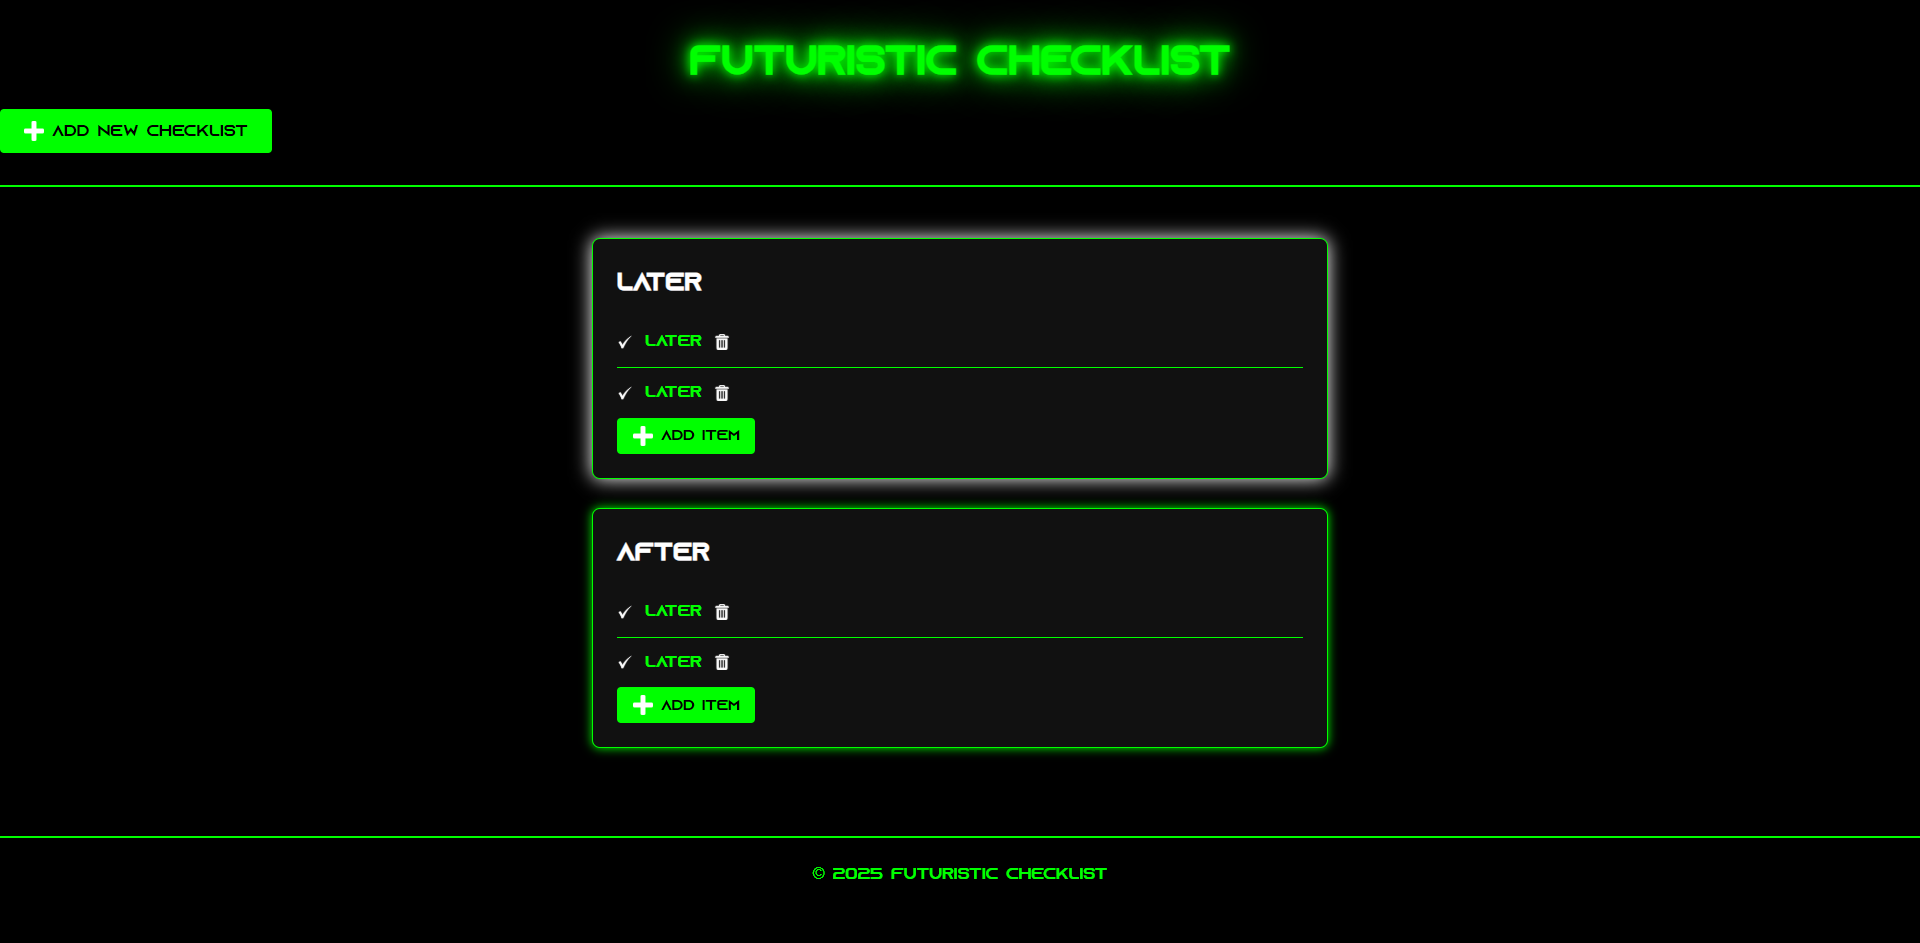 FUTURISTIC CHECKLIST
ADD NEW CHECKLIST
LATER
LATER
LATER
ADD ITEM
AFTER
LATER
LATER
ADD ITEM
© 2025 FUTURISTIC CHECKLIST